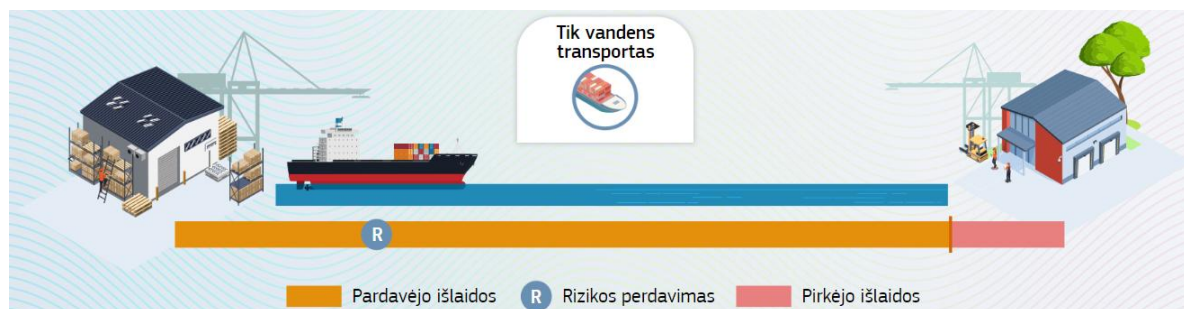 Tik vandens
transportas
R
Pardavėjo išlaidos
R Rizikos perdavimas
Pirkėjo išlaidos